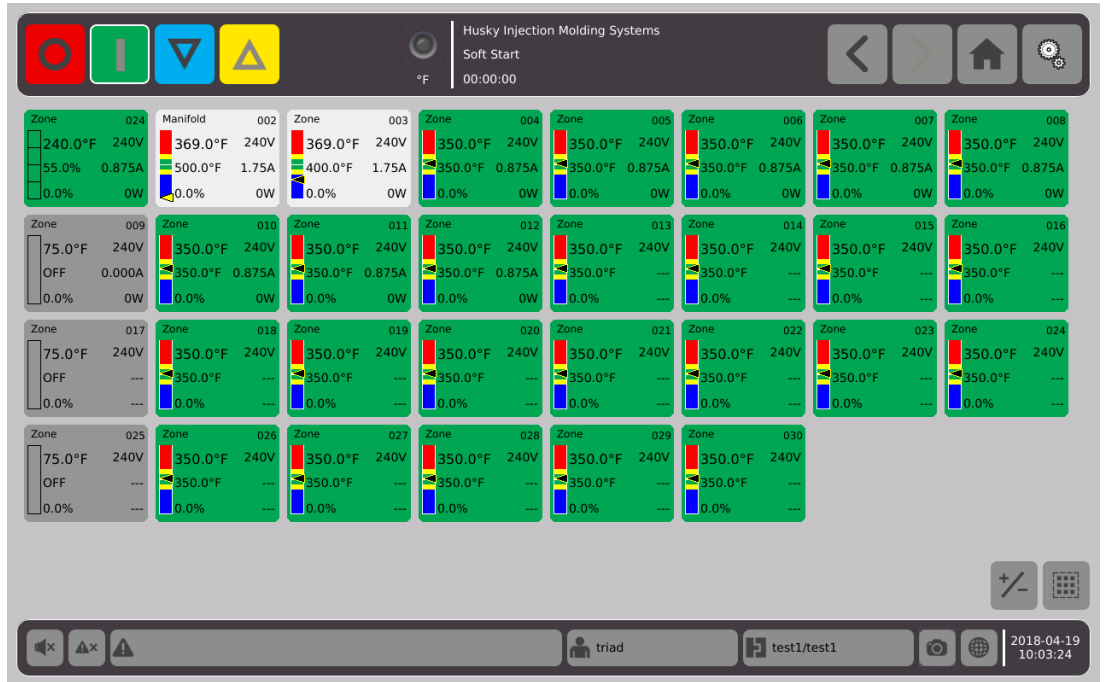 Husky Injection Molding Systems
Soft Start
°F 00:00:00
Zone 024 Manifold 002 Zone 003 Zone 004 Zone 005 Zone 006 Zone 007 Zone 008
240.0°F 240V 369.0°F 240V 369.0°F 240V 350.0°F 240V 350.0°F 240V 350.0°F 240V 350.0°F 240V 350.0°F 240V
55.0% 0.875A 500.0°F 1.75A 400.0°F 1.75A 350.0°F 0.875A 350.0°F 0.875A 350.0°F 0.875A 350.0°F 0.875A 350.0°F 0.875A
0.0% 0W 0.0% 0W 0.0% 0W 0.0% 0W 0.0% 0W 0.0% 0W 0.0% 0W 0.0% 0W
Zone 009 Zone 010 Zone 011 Zone 012 Zone 013 Zone 014 Zone 015 Zone 016
75.0°F 240V 350.0°F 240V 350.0°F 240V 350.0°F 240V 350.0°F 240V 350.0°F 240V 350.0°F 240V 350.0°F 240V
OFF 0.000A 350.0°F 0.875A 350.0°F 0.875A 350.0°F 0.875A 350.0°F --- 350.0°F --- 350.0°F --- 350.0°F ---
0.0% 0W 0.0% 0W 0.0% 0W 0.0% 0W 0.0% --- 0.0% --- 0.0% --- 0.0% ---
Zone 017 Zone 018 Zone 019 Zone 020 Zone 021 Zone 022 Zone 023 Zone 024
75.0°F 240V 350.0°F 240V 350.0°F 240V 350.0°F 240V 350.0°F 240V 350.0°F 240V 350.0°F 240V 350.0°F 240V
OFF --- 350.0°F --- 350.0°F --- 350.0°F --- 350.0°F --- 350.0°F --- 350.0°F --- 350.0°F ---
0.0% --- 0.0% --- 0.0% --- 0.0% --- 0.0% --- 0.0% --- 0.0% --- 0.0% ---
Zone 025 Zone 026 Zone 027 Zone 028 Zone 029 Zone 030
75.0°F 240V 350.0°F 240V 350.0°F 240V 350.0°F 240V 350.0°F 240V 350.0°F 240V
OFF --- 350.0°F --- 350.0°F --- 350.0°F --- 350.0°F --- 350.0°F ---
0.0% --- 0.0% --- 0.0% --- 0.0% --- 0.0% --- 0.0% ---
+/-
triad test1/test1 2018-04-19
10:03:24